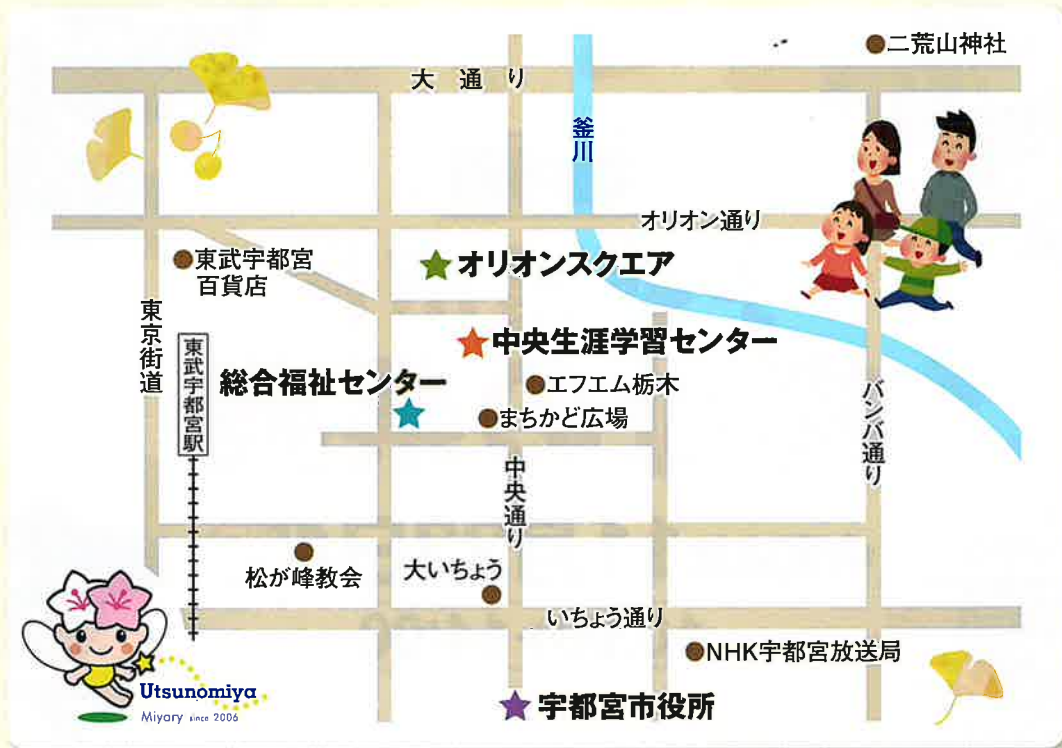 二荒山神社
大通り
釜川
オリオン通り
東武宇都宮
百貨店
オリオンスクエア
東京街道
中央生涯学習センター
東武宇都宮駅
総合福祉センター
エフエム栃木
まちかど広場
バンバ通り
中央通り
松が峰教会
大いちょう
いちょう通り
NHK宇都宮放送局
Utsunomiya
Miyary since 2006
宇都宮市役所